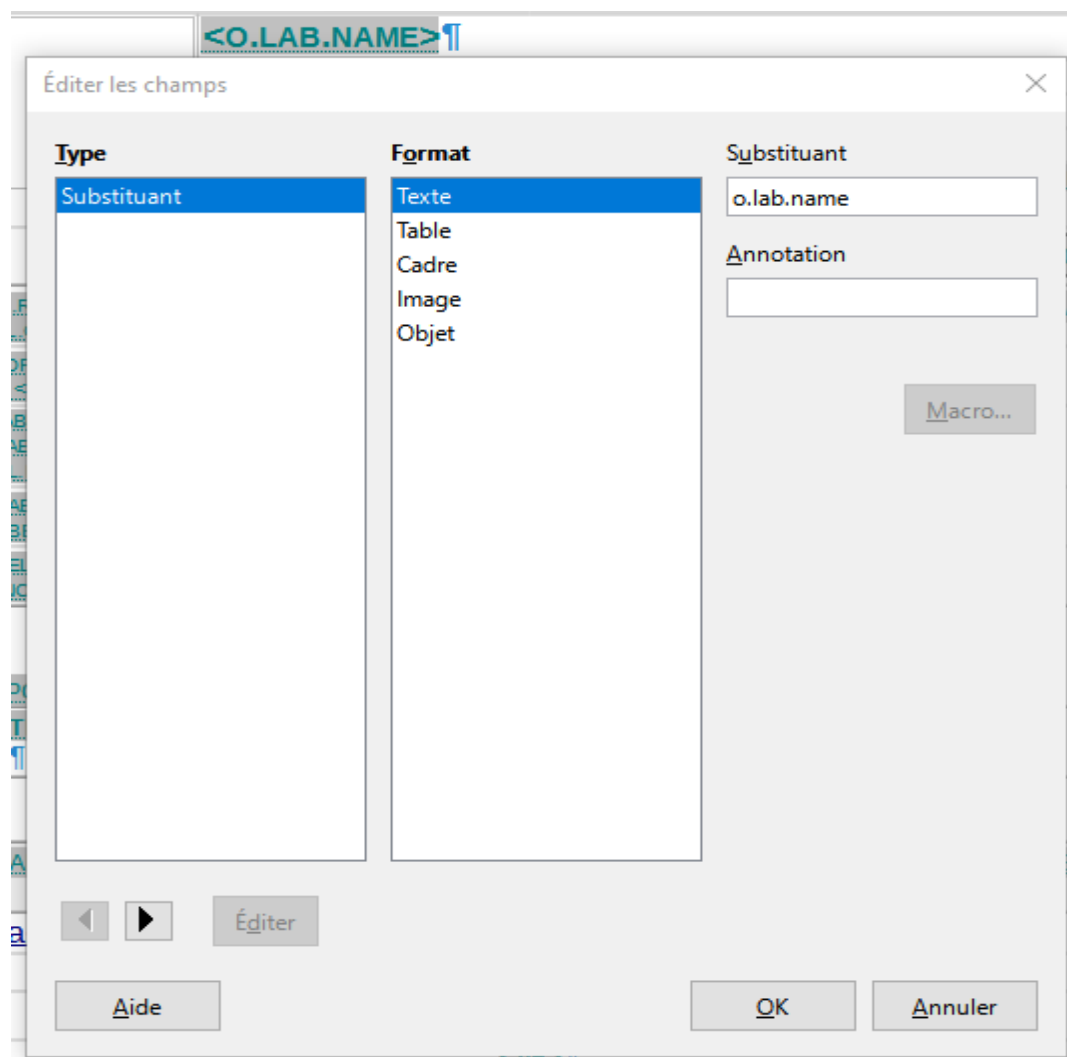 <O.LAB.NAME>¶
Éditer les champs
Type
Format
Substituant
Substituant
Texte
Table
Cadre
Image
Objet
o.lab.name
Annotation
Macro...
Éditer
Aide
OK
Annuler